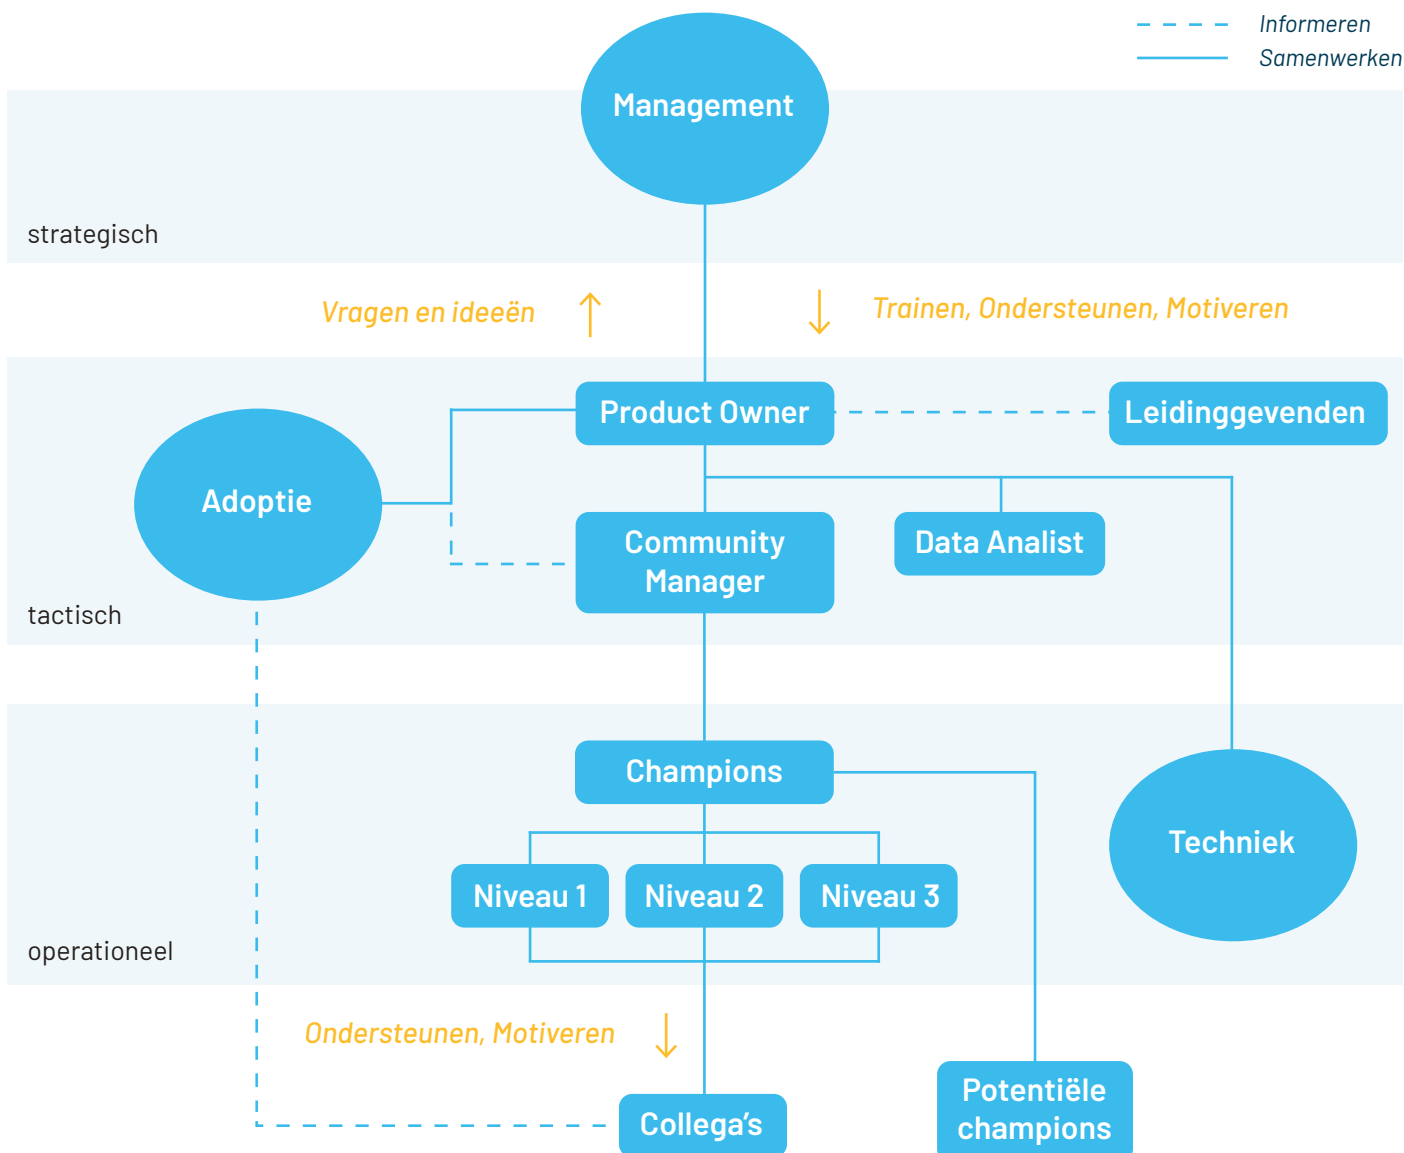 Informeren
Samenwerken
Management
strategisch
Vragen en ideeën
Trainen, Ondersteunen, Motiveren
Product Owner
Leidinggevenden
Adoptie
Community
Manager
Data Analist
tactisch
Champions
Techniek
Niveau 1
Niveau 2
Niveau 3
operationeel
Ondersteunen, Motiveren
Potentiële
champions
Collega’s